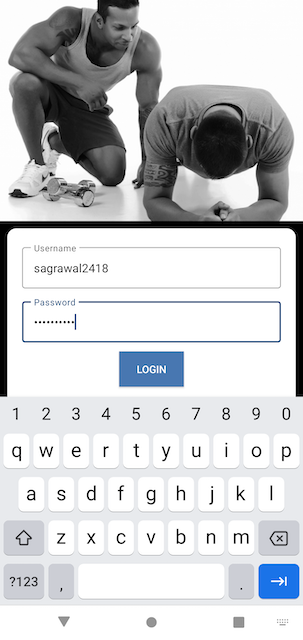 Username
sagrawal2418
Password
••••••••••
LOGIN
1 2 3 4 5 6 7 8 9 0
q w e r t y u i o p
a s d f g h j k l
z x c v b n m
?123 , .